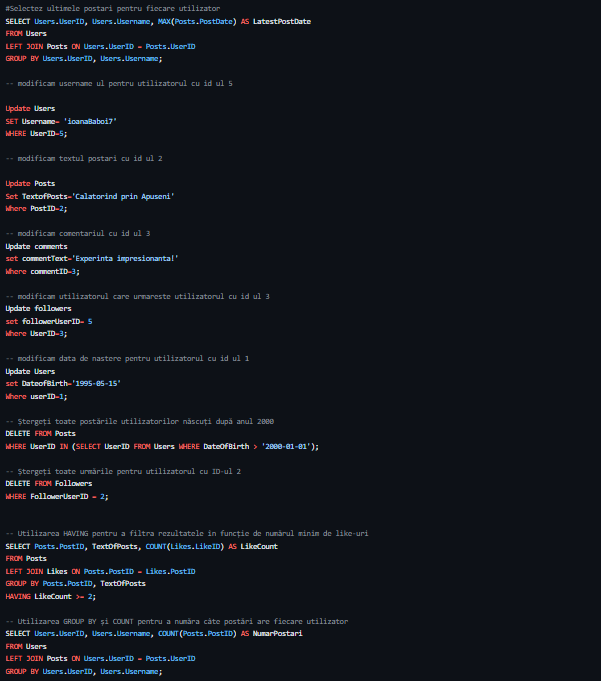 #Selectez ultimele postari pentru fiecare utilizator
SELECT Users.UserID, Users.Username, MAX(Posts.PostDate) AS LatestPostDate
FROM Users
LEFT JOIN Posts ON Users.UserID = Posts.UserID
GROUP BY Users.UserID, Users.Username;
-- modificam username ul pentru utilizatorul cu id ul 5
Update Users
SET Username= 'ioanaBaboi7'
WHERE UserID=5;
-- modificam textul postari cu id ul 2
Update Posts
Set TextofPosts='Calatorind prin Apuseni'
Where PostID=2;
-- modificam comentariul cu id ul 3
Update comments
set commentText='Experinta impresionanta!'
Where commentID=3;
-- modificam utilizatorul care urmareste utilizatorul cu id ul 3
Update followers
set followerUserID= 5
Where UserID=3;
-- modificam data de nastere pentru utilizatorul cu id ul 1
Update Users
set DateofBirth='1995-05-15'
Where userID=1;
-- Ștergeți toate postările utilizatorilor născuți după anul 2000
DELETE FROM Posts
WHERE UserID IN (SELECT UserID FROM Users WHERE DateOfBirth > '2000-01-01');
-- Ștergeți toate urmările pentru utilizatorul cu ID-ul 2
DELETE FROM Followers
WHERE FollowerUserID = 2;
-- Utilizarea HAVING pentru a filtra rezultatele în funcție de numărul minim de like-uri
SELECT Posts.PostID, TextOfPosts, COUNT(Likes.LikeID) AS LikeCount
FROM Posts
LEFT JOIN Likes ON Posts.PostID = Likes.PostID
GROUP BY Posts.PostID, TextOfPosts
HAVING LikeCount >= 2;
-- Utilizarea GROUP BY și COUNT pentru a număra câte postări are fiecare utilizator
SELECT Users.UserID, Users.Username, COUNT(Posts.PostID) AS NumarPostari
FROM Users
LEFT JOIN Posts ON Users.UserID = Posts.UserID
GROUP BY Users.UserID, Users.Username;